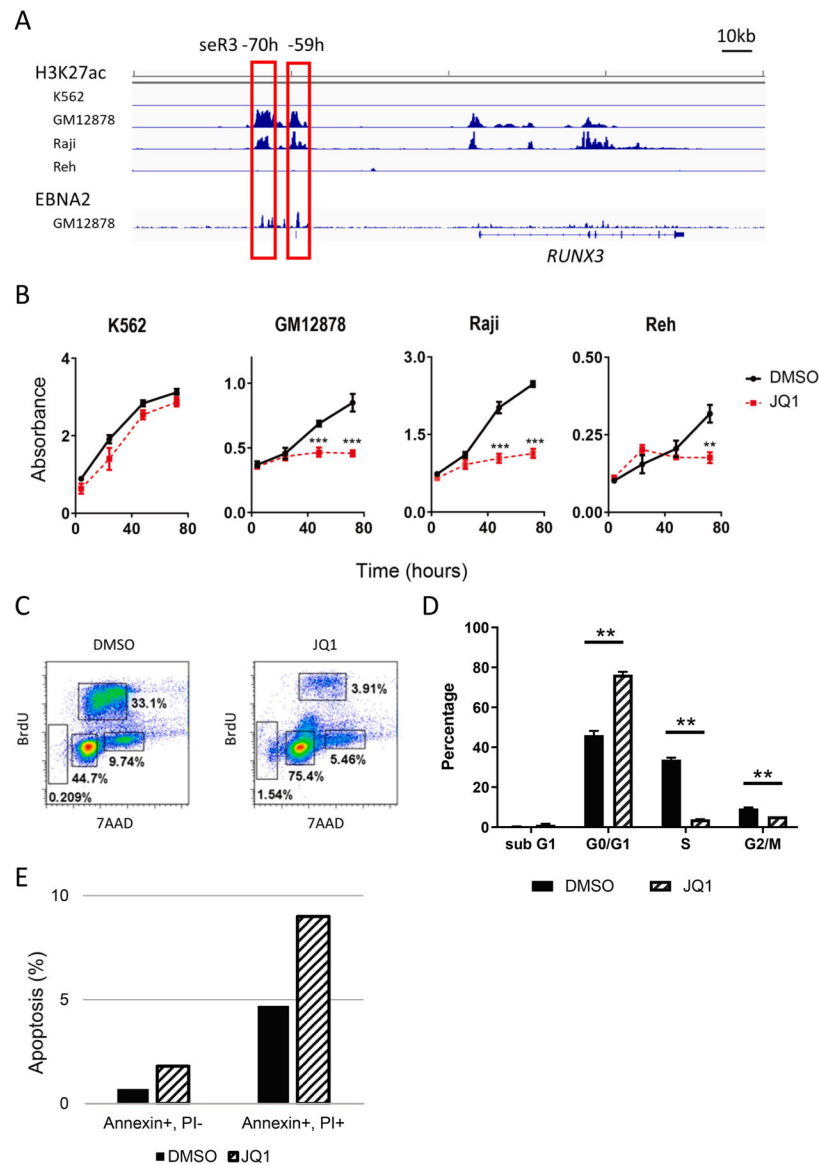 A
seR3 -70h -59h
10kb
H3K27ac
K562
GM12878
Raji
Reh
EBNA2
GM12878
RUNX3
B
K562 GM12878 Raji Reh
Absorbance
4
2
0
0 40 80
1.0
0.5
0.0
*** ***
0 40 80
3.0
1.5
0.0
*** ***
0 40 80
0.50
0.25
0.00
**
0 40 80
DMSO
JQ1
Time (hours)
C
DMSO JQ1
BrdU
33.1%
9.74%
44.7%
0.209%
7AAD
BrdU
3.91%
5.46%
75.4%
1.54%
7AAD
D
Percentage
100
80
60
40
20
0
** ** **
sub G1 G0/G1 S G2/M
DMSO JQ1
E
Apoptosis (%)
10
5
0
Annexin+, PI- Annexin+, PI+
DMSO JQ1